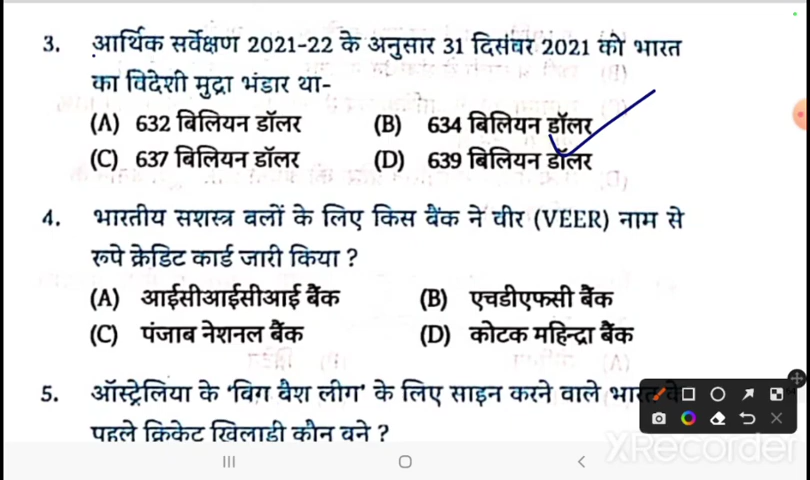 3. आर्थिक सर्वेक्षण 2021-22 के अनुसार 31 दिसंबर 2021 को भारत
का विदेशी मुद्रा भंडार था-
(A) 632 बिलियन डॉलर (B) 634 बिलियन डॉलर
(C) 637 बिलियन डॉलर (D) 639 बिलियन डॉलर
4. भारतीय सशस्त्र बलों के लिए किस बैंक ने वीर (VEER) नाम से
रूपे क्रेडिट कार्ड जारी किया ?
(A) आईसीआईसीआई बैंक (B) एचडीएफसी बैंक
(C) पंजाब नेशनल बैंक (D) कोटक महिन्द्रा बैंक
5. ऑस्ट्रेलिया के ‘बिग बैश लीग’ के लिए साइन करने वाले
पहले क्रिकेट खिलाड़ी कौन बने ?
XRecorder